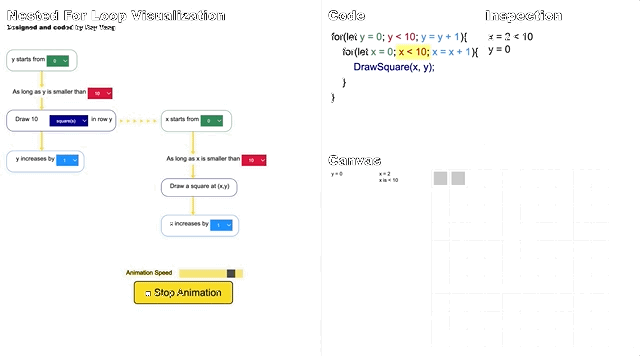 Nested For Loop Visualization
Designed and coded by
y starts from 0
As long as y is smaller than 10
Draw 10 square(s) in row y
y increases by 1
x starts from 0
As long as x is smaller than 10
Draw a square at (x,y)
x increases by 1
Animation Speed
Stop Animation
Code
for(let y = 0; y < 10; y = y + 1){
for(let x = 0; x < 10; x = x + 1){
DrawSquare(x, y);
}
}
Inspection
x = 2 < 10
y = 0
Canvas
y = 0
x = 2
x is < 10